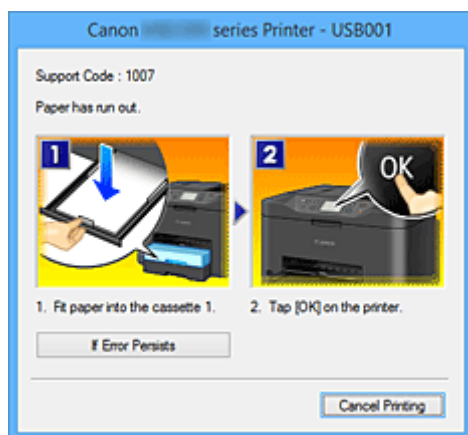 Canon series Printer - USB001
Support Code : 1007
Paper has run out.
1 2
OK
1. Fit paper into the cassette 1. 2. Tap [OK] on the printer.
If Error Persists
Cancel Printing